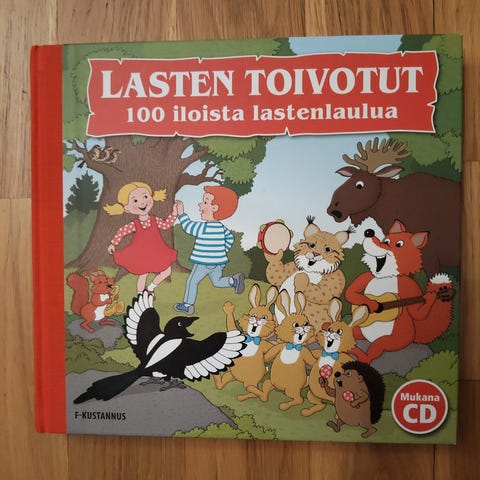 LASTEN TOIVOTUT
100 iloista lastenlaulua
F-KUSTANNUS
Mukana
CD